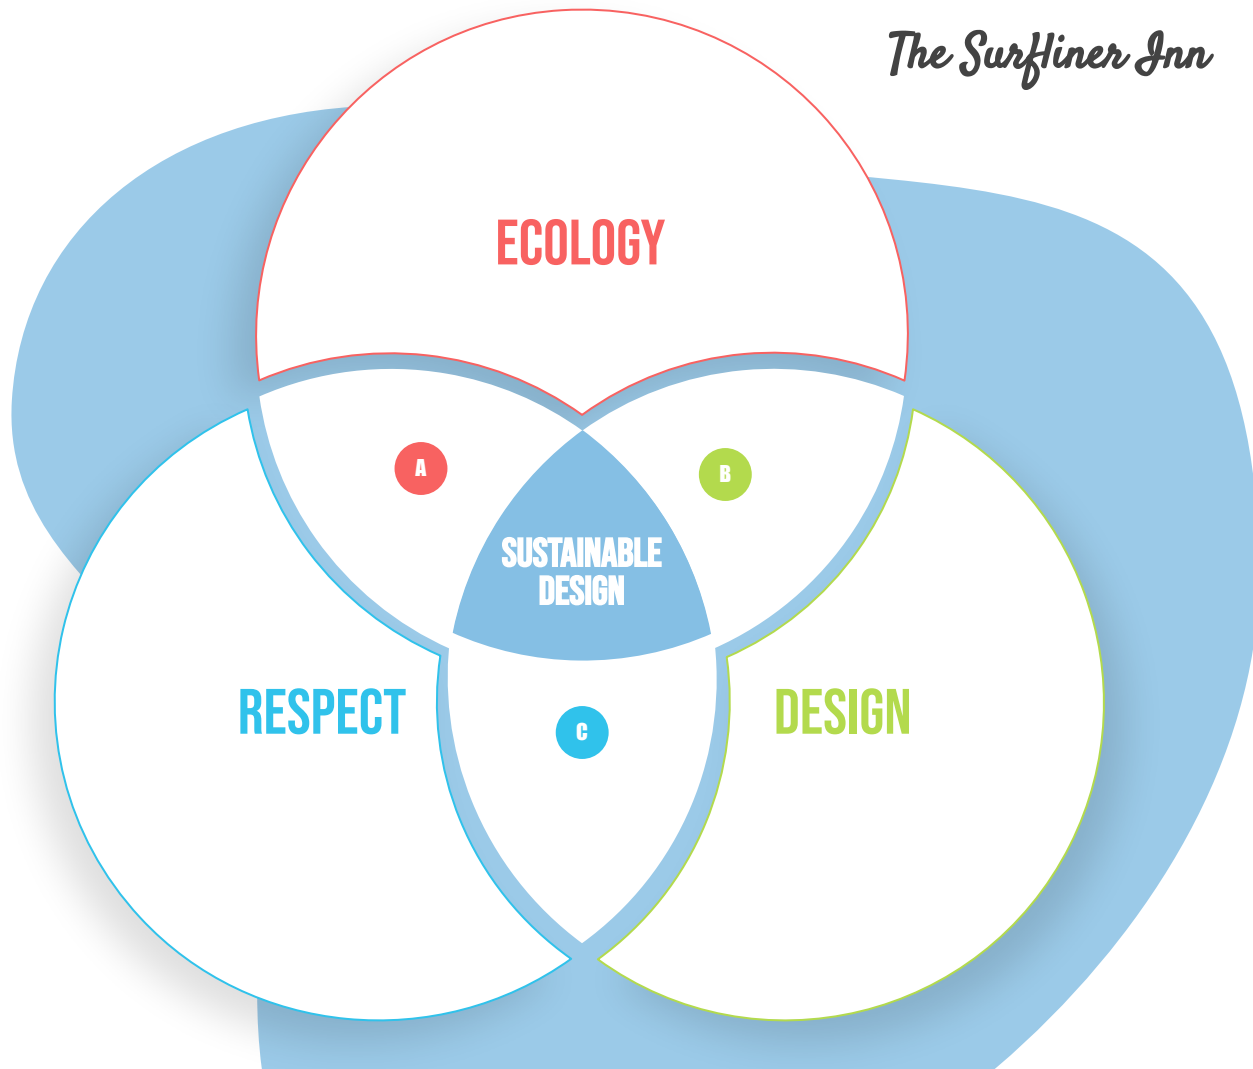 The Surfliner Inn
ECOLOGY
A
B
SUSTAINABLE
DESIGN
RESPECT
DESIGN
C